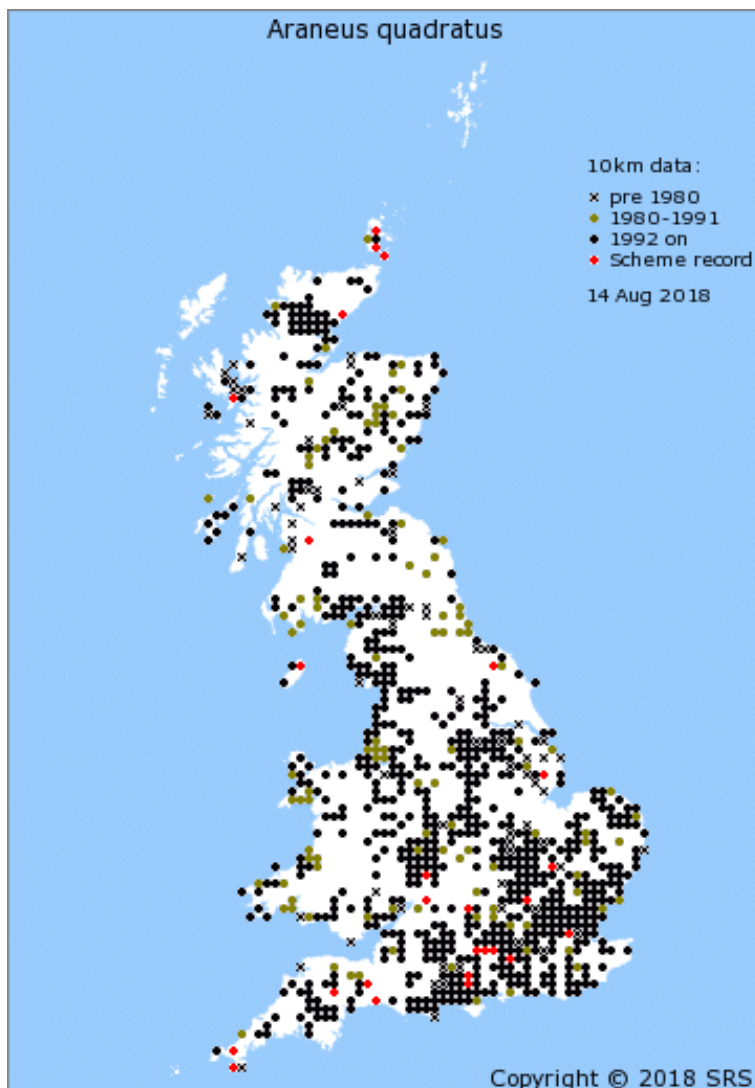 Araneus quadratus
10km data:
pre 1980
1980-1991
1992 on
Scheme record
14 Aug 2018
Copyright © 2018 SRS